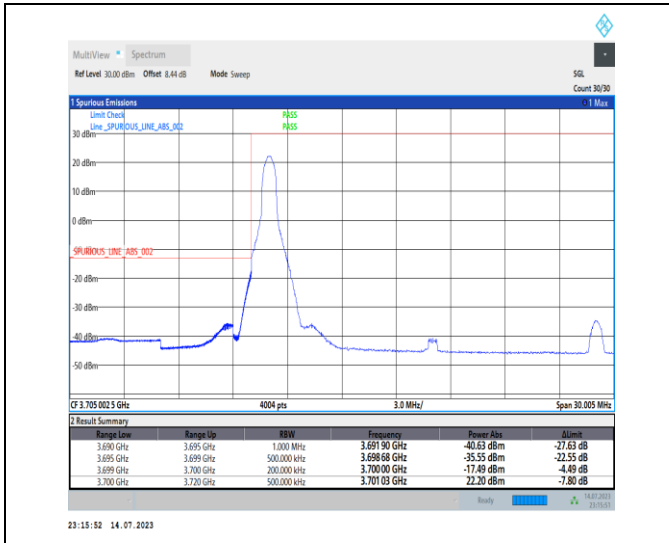 MultiView Spectrum
Ref Level 30.00 dBm Offset 8.44 dB Mode Sweep SGL
Count 30/30
1 Spurious Emissions 1 Max
Limit Check PASS
Line _SPURIOUS_LINE_ABS_002 PASS
30 dBm
20 dBm
10 dBm
0 dBm
SPURIOUS_LINE_ABS_002
-20 dBm
-30 dBm
-40 dBm
-50 dBm
CF 3.705 002 5 GHz 4004 pts 3.0 MHz/ Span 30.005 MHz
2 Result Summary
Range Low Range Up RBW Frequency Power Abs ΔLimit
3.690 GHz 3.695 GHz 1.000 MHz 3.691 90 GHz -40.63 dBm -27.63 dB
3.695 GHz 3.699 GHz 500.000 kHz 3.698 68 GHz -35.55 dBm -22.55 dB
3.699 GHz 3.700 GHz 200.000 kHz 3.700 00 GHz -17.49 dBm -4.49 dB
3.700 GHz 3.720 GHz 500.000 kHz 3.701 03 GHz 22.20 dBm -7.80 dB
Ready 14.07.2023
23:15:51
23:15:52 14.07.2023